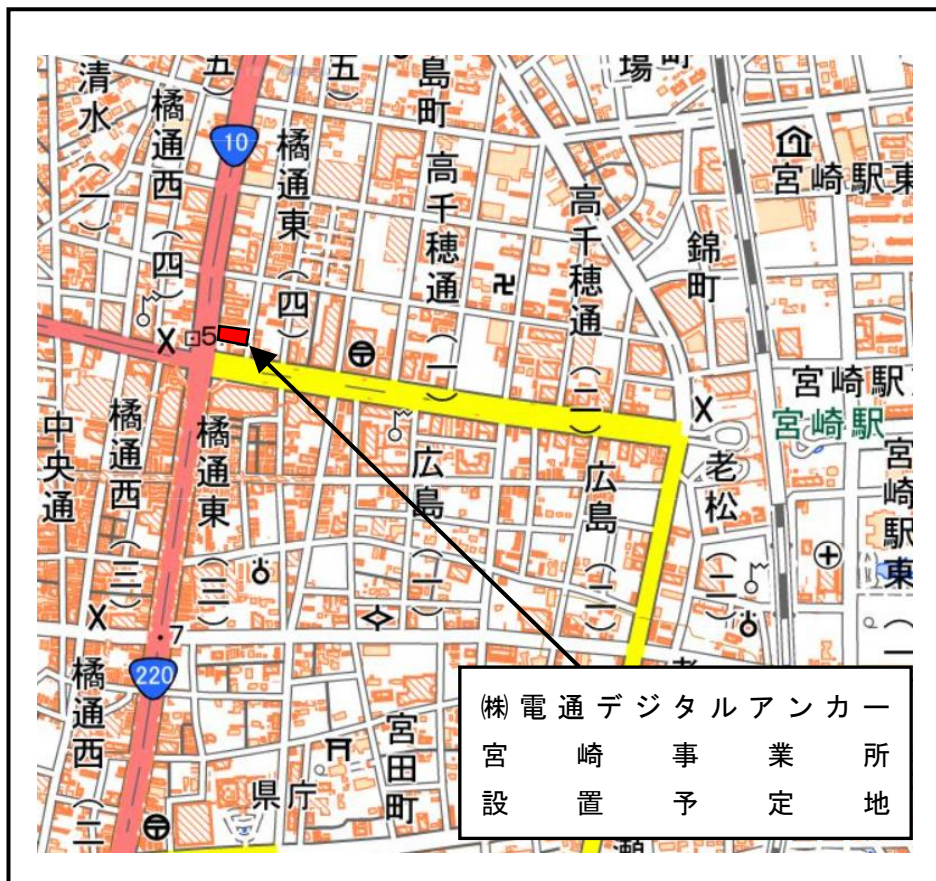 清水(一)
橘通西(四)
五)
10
橘通東(四)
五)
島町
高千穂通(一)
高千穂通(二)
場
町
錦町
宮崎駅東
5
宮崎駅
宮崎駅
宮崎駅東(一
中央通
橘通西(三)
橘通東(三)
広島(一)
広島(二)
老松(二)
7
220
橘通西(二
県庁
宮田町
㈱電通デジタルアンカー
宮崎事業所
設置予定地